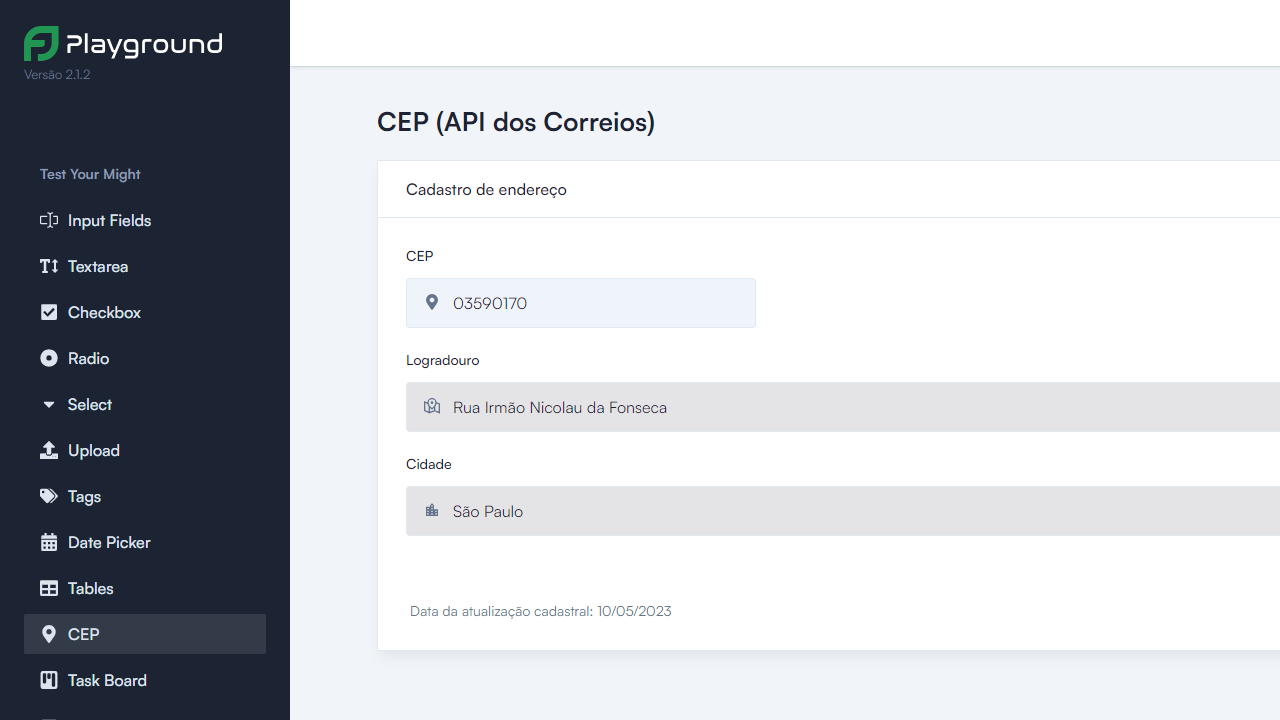 Playground
Versão 2.1.2
Test Your Might
Input Fields
Textarea
Checkbox
Radio
Select
Upload
Tags
Date Picker
Tables
CEP
Task Board
CEP (API dos Correios)
Cadastro de endereço
CEP
03590170
Logradouro
Rua Irmão Nicolau da Fonseca
Cidade
São Paulo
Data da atualização cadastral: 10/05/2023